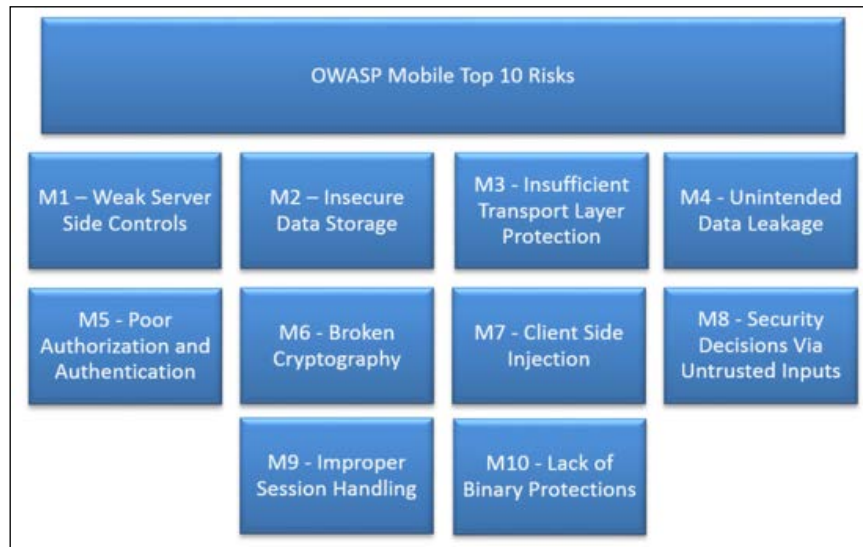 OWASP Mobile Top 10 Risks
M1 – Weak Server
Side Controls
M2 – Insecure
Data Storage
M3 - Insufficient
Transport Layer
Protection
M4 - Unintended
Data Leakage
M5 - Poor
Authorization and
Authentication
M6 - Broken
Cryptography
M7 - Client Side
Injection
M8 - Security
Decisions Via
Untrusted Inputs
M9 - Improper
Session Handling
M10 - Lack of
Binary Protections